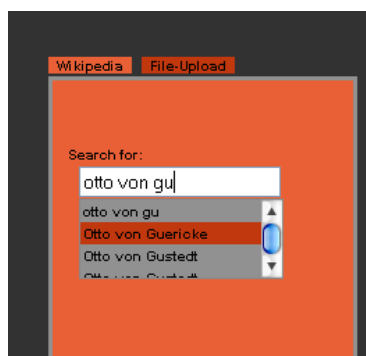 Wikipedia File-Upload
Search for:
otto von gu
otto von gu
Otto von Guericke
Otto von Gustedt